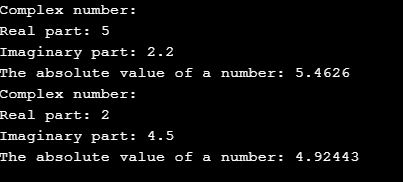 Complex number:
Real part: 5
Imaginary part: 2.2
The absolute value of a number: 5.4626
Complex number:
Real part: 2
Imaginary part: 4.5
The absolute value of a number: 4.92443